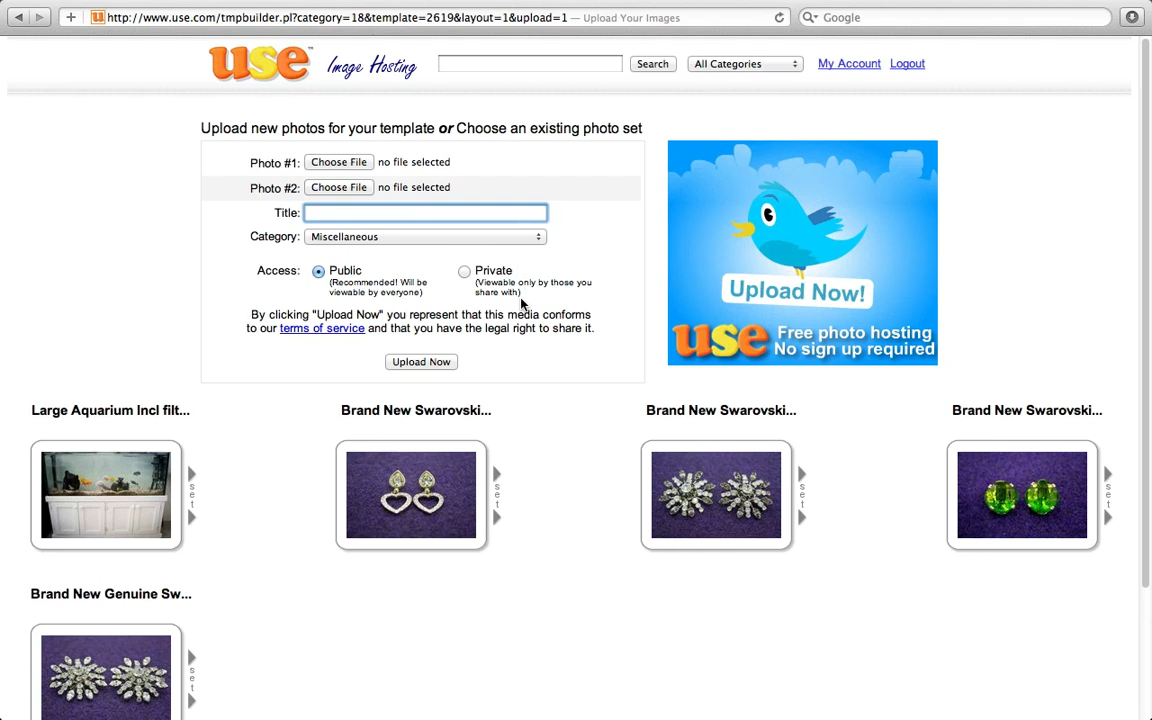 http://www.use.com/tmpbuilder.pl?category=18&template=2619&layout=1&upload=1 — Upload Your Images
Google
use™ Image Hosting
Search
All Categories
My Account
Logout
Upload new photos for your template or Choose an existing photo set
Photo #1: Choose File no file selected
Photo #2: Choose File no file selected
Title:
Category: Miscellaneous
Access: Public
(Recommended! Will be
viewable by everyone)
Private
(Viewable only by those you
share with)
By clicking "Upload Now" you represent that this media conforms
to our terms of service and that you have the legal right to share it.
Upload Now
Upload Now!
use Free photo hosting
No sign up required
Large Aquarium Incl filt...
Brand New Swarovski...
Brand New Swarovski...
Brand New Swarovski...
set
set
set
set
Brand New Genuine Sw...
set